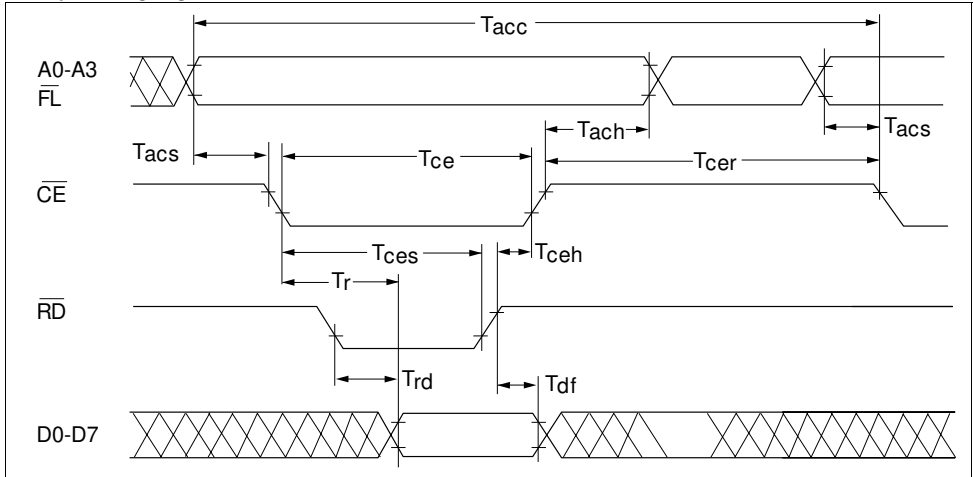 Tacc
A0-A3
FL
Tach
Tacs
Tacs
Tce
Tcer
CE
Tces
Tceh
Tr
RD
Trd
Tdf
D0-D7